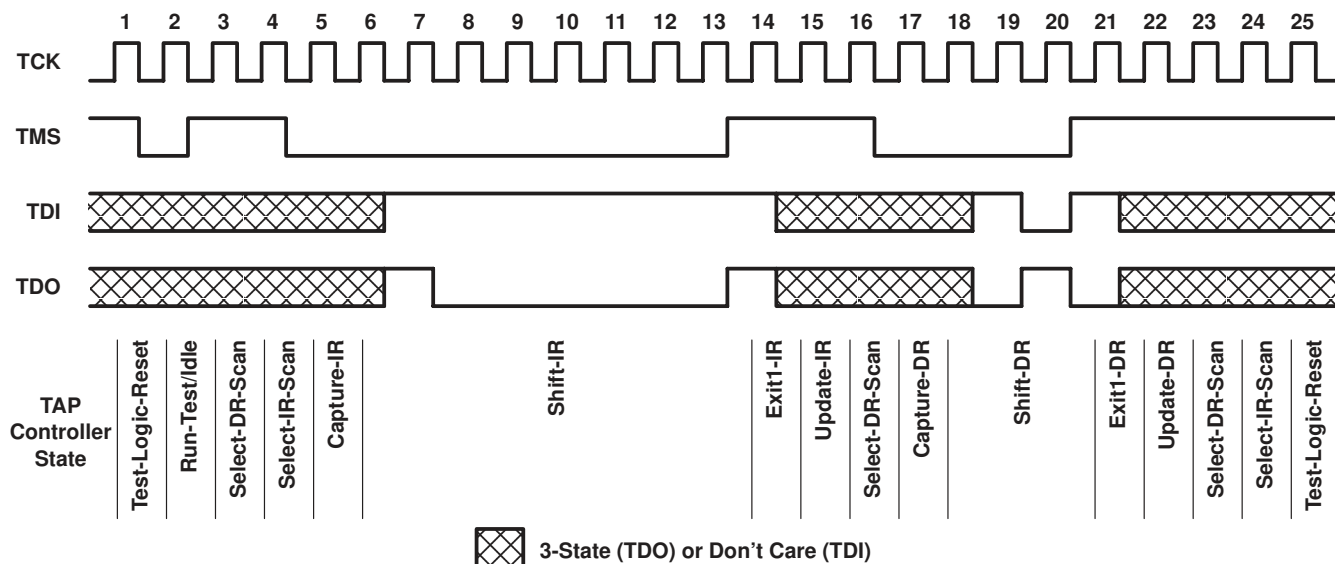 1 2 3 4 5 6 7 8 9 10 11 12 13 14 15 16 17 18 19 20 21 22 23 24 25
TCK
TMS
TDI
TDO
TAP
Controller
State
Test-Logic-Reset
Run-Test/Idle
Select-DR-Scan
Select-IR-Scan
Capture-IR
Shift-IR
Exit1-IR
Update-IR
Select-DR-Scan
Capture-DR
Shift-DR
Exit1-DR
Update-DR
Select-DR-Scan
Select-IR-Scan
Test-Logic-Reset
3-State (TDO) or Don't Care (TDI)